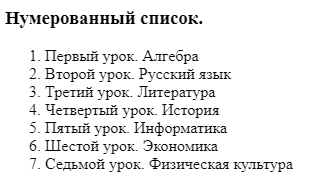 Нумерованный список.
1. Первый урок. Алгебра
2. Второй урок. Русский язык
3. Третий урок. Литература
4. Четвертый урок. История
5. Пятый урок. Информатика
6. Шестой урок. Экономика
7. Седьмой урок. Физическая культура